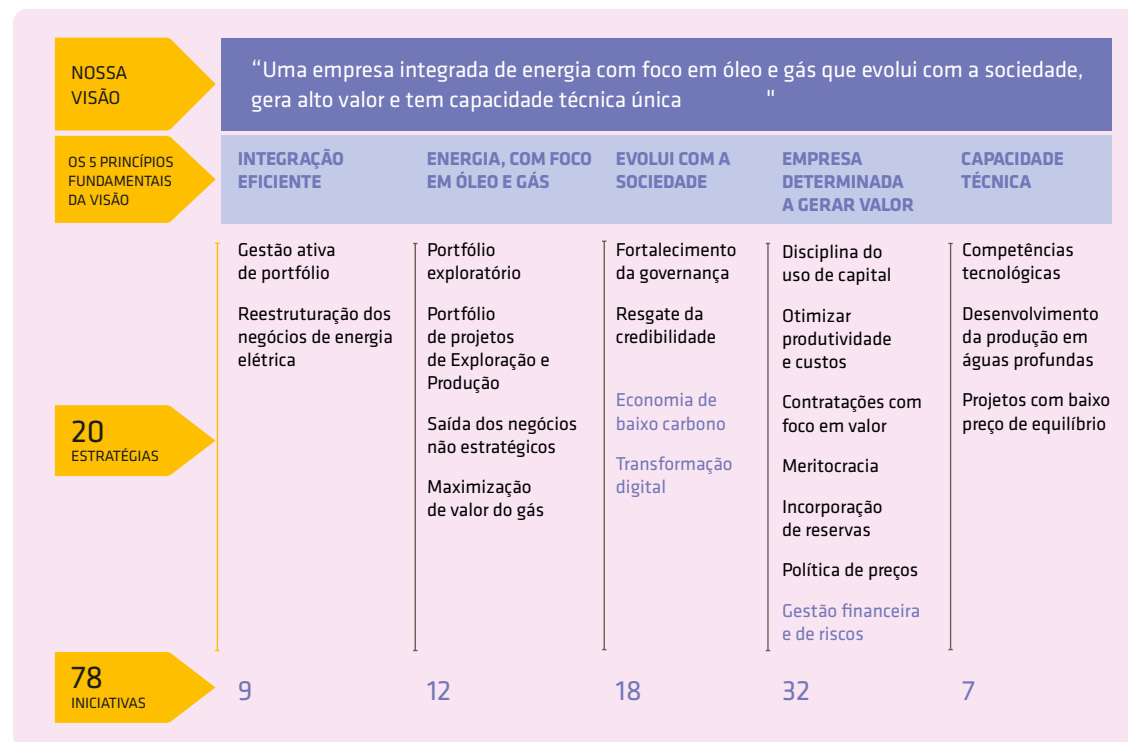 NOSSA
VISÃO
“Uma empresa integrada de energia com foco em óleo e gás que evolui com a sociedade,
gera alto valor e tem capacidade técnica única "
OS 5 PRINCÍPIOS
FUNDAMENTAIS
DA VISÃO
INTEGRAÇÃO
EFICIENTE
ENERGIA, COM FOCO
EM ÓLEO E GÁS
EVOLUI COM A
SOCIEDADE
EMPRESA
DETERMINADA
A GERAR VALOR
CAPACIDADE
TÉCNICA
20
ESTRATÉGIAS
Gestão ativa
de portfólio
Reestruturação dos
negócios de energia
elétrica
Portfólio
exploratório
Portfólio
de projetos
de Exploração e
Produção
Saída dos negócios
não estratégicos
Maximização
de valor do gás
Fortalecimento
da governança
Resgate da
credibilidade
Economia de
baixo carbono
Transformação
digital
Disciplina do
uso de capital
Otimizar
produtividade
e custos
Contratações com
foco em valor
Meritocracia
Incorporação
de reservas
Política de preços
Gestão financeira
e de riscos
Competências
tecnológicas
Desenvolvimento
da produção em
águas profundas
Projetos com baixo
preço de equilíbrio
78
INICIATIVAS
9
12
18
32
7